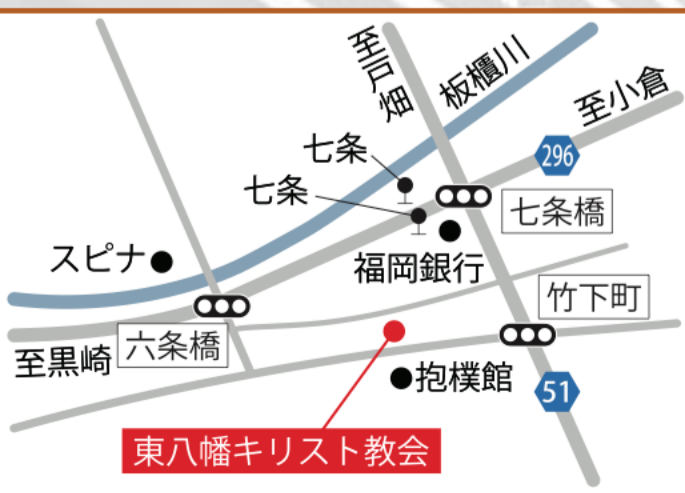 至戸畑
板櫃川
至小倉
296
七条
七条
七条橋
スピナ
福岡銀行
竹下町
六条橋
至黒崎
抱樸館
51
東八幡キリスト教会